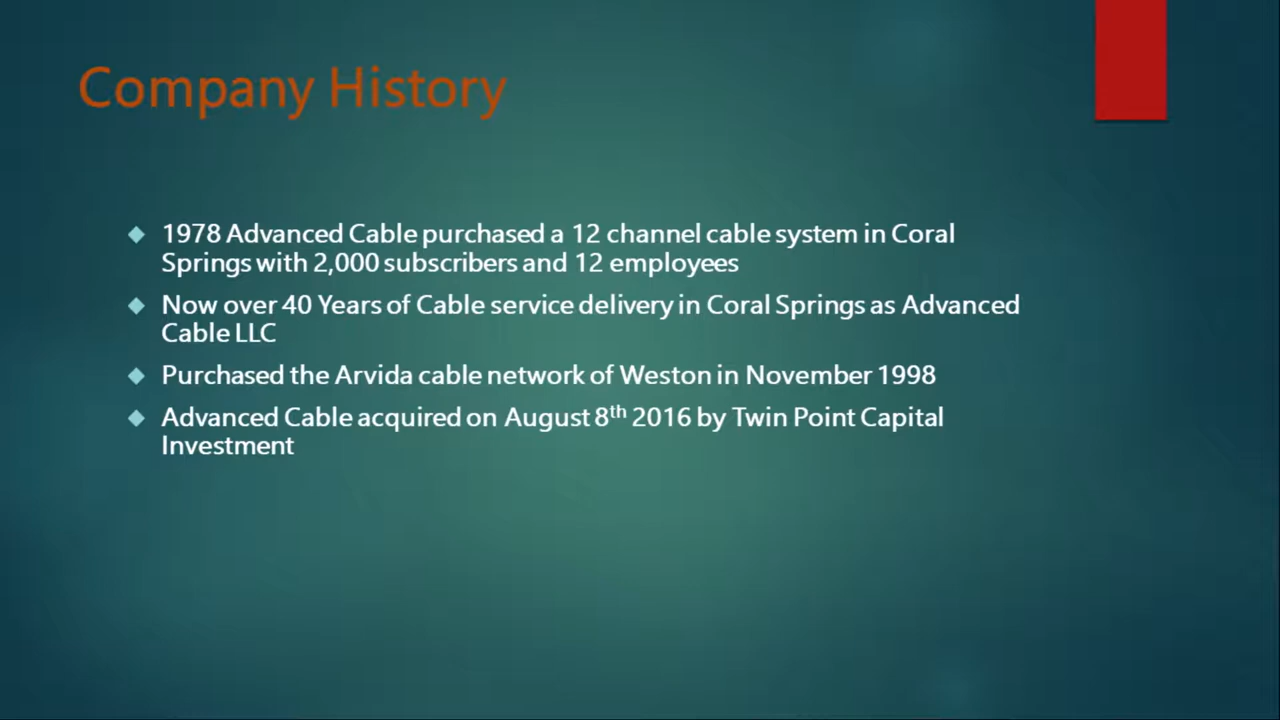 Company History
1978 Advanced Cable purchased a 12 channel cable system in Coral
Springs with 2,000 subscribers and 12 employees
Now over 40 Years of Cable service delivery in Coral Springs as Advanced
Cable LLC
Purchased the Arvida cable network of Weston in November 1998
Advanced Cable acquired on August 8th 2016 by Twin Point Capital
Investment